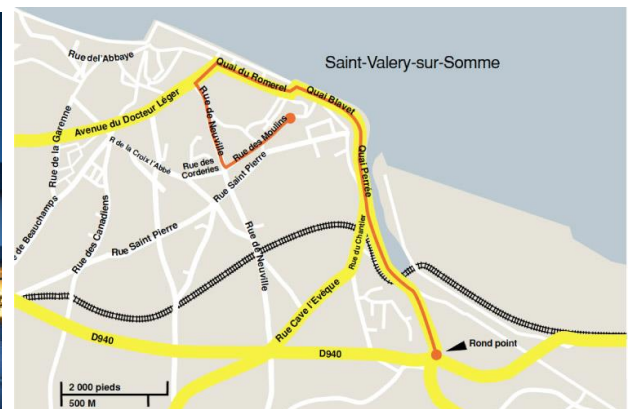 Saint-Valery-sur-Somme
Rue del'Abbaye
Quai du Romerel
Quai Blavet
Avenue du Docteur Léger
Rue de Neuville
Rue des Moulins
Rue de la Garenne
R de la Croix l'Abbé
Rue des
Corderies
Rue Saint Pierre
Quai Perrée
e de Beauchamps
Rue des Canadiens
Rue Saint Pierre
Rue de Neuville
Rue du Chantier
Rue Cave l'Evêque
D940
D940
Rond point
2 000 pieds
500 M